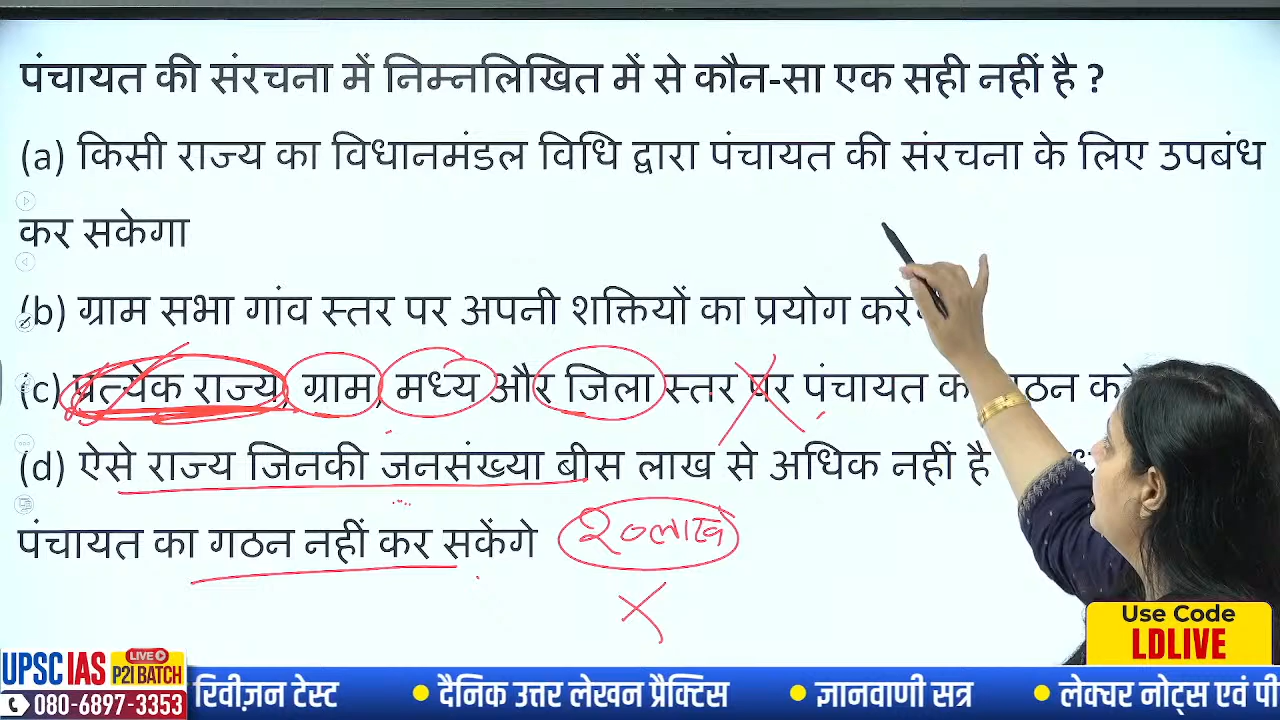 पंचायत की संरचना में निम्नलिखित में से कौन-सा एक सही नहीं है ?
(a) किसी राज्य का विधानमंडल विधि द्वारा पंचायत की संरचना के लिए उपबंध
कर सकेगा
(b) ग्राम सभा गांव स्तर पर अपनी शक्तियों का प्रयोग
(c) प्रत्येक राज्य, ग्राम, मध्य और जिला स्तर पर पंचायत
(d) ऐसे राज्य जिनकी जनसंख्या बीस लाख से अधिक नहीं है
पंचायत का गठन नहीं कर सकेंगे
२०लाख
Use Code
LDLIVE
UPSC IAS LIVE P2I BATCH
080-6897-3353
रिवीज़न टेस्ट • दैनिक उत्तर लेखन प्रैक्टिस • ज्ञानवाणी सत्र • लेक्चर नोट्स एवं